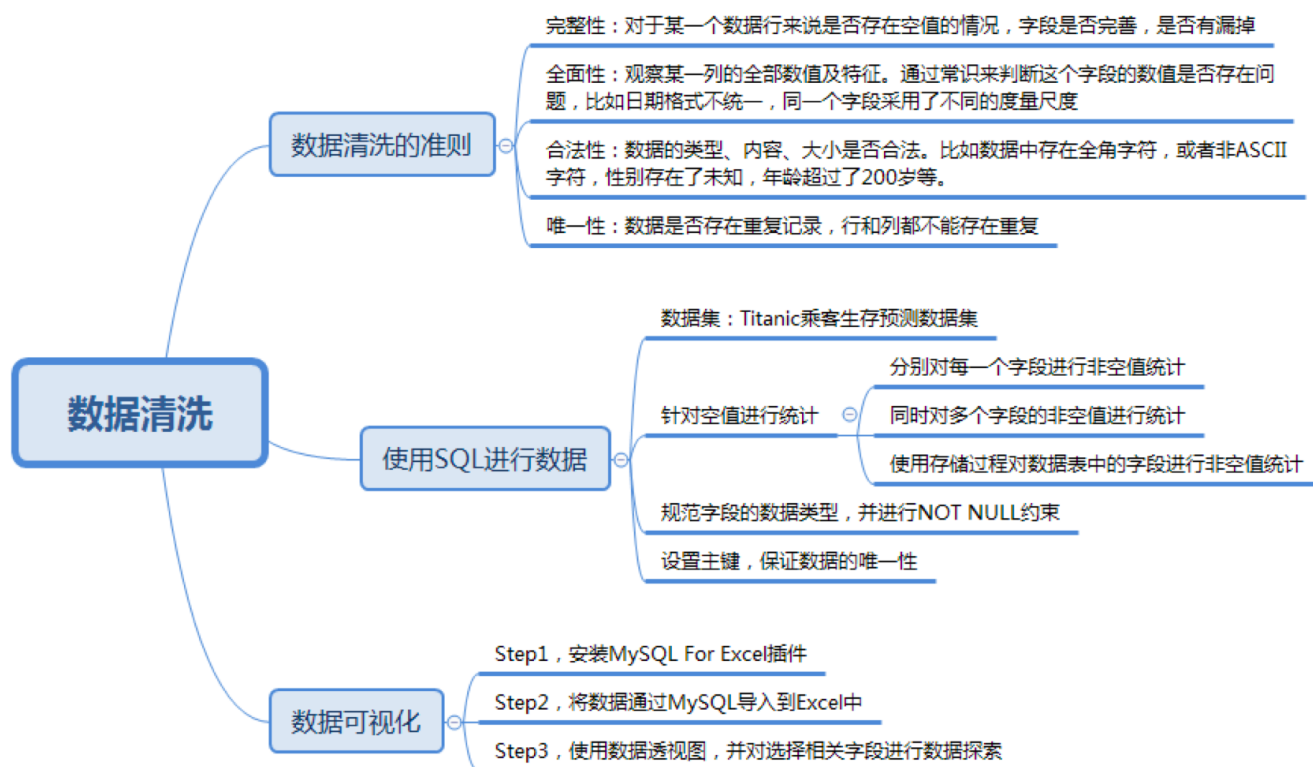 数据清洗
数据清洗的准则
完整性：对于某一个数据行来说是否存在空值的情况，字段是否完善，是否有漏掉
全面性：观察某一列的全部数值及特征。通过常识来判断这个字段的数值是否存在问
题，比如日期格式不统一，同一个字段采用了不同的度量尺度
合法性：数据的类型、内容、大小是否合法。比如数据中存在全角字符，或者非ASCII
字符，性别存在了未知，年龄超过了200岁等。
唯一性：数据是否存在重复记录，行和列都不能存在重复
使用SQL进行数据
数据集：Titanic乘客生存预测数据集
针对空值进行统计
分别对每一个字段进行非空值统计
同时对多个字段的非空值进行统计
使用存储过程对数据表中的字段进行非空值统计
规范字段的数据类型，并进行NOT NULL约束
设置主键，保证数据的唯一性
数据可视化
Step1，安装MySQL For Excel插件
Step2，将数据通过MySQL导入到Excel中
Step3，使用数据透视图，并对选择相关字段进行数据探索